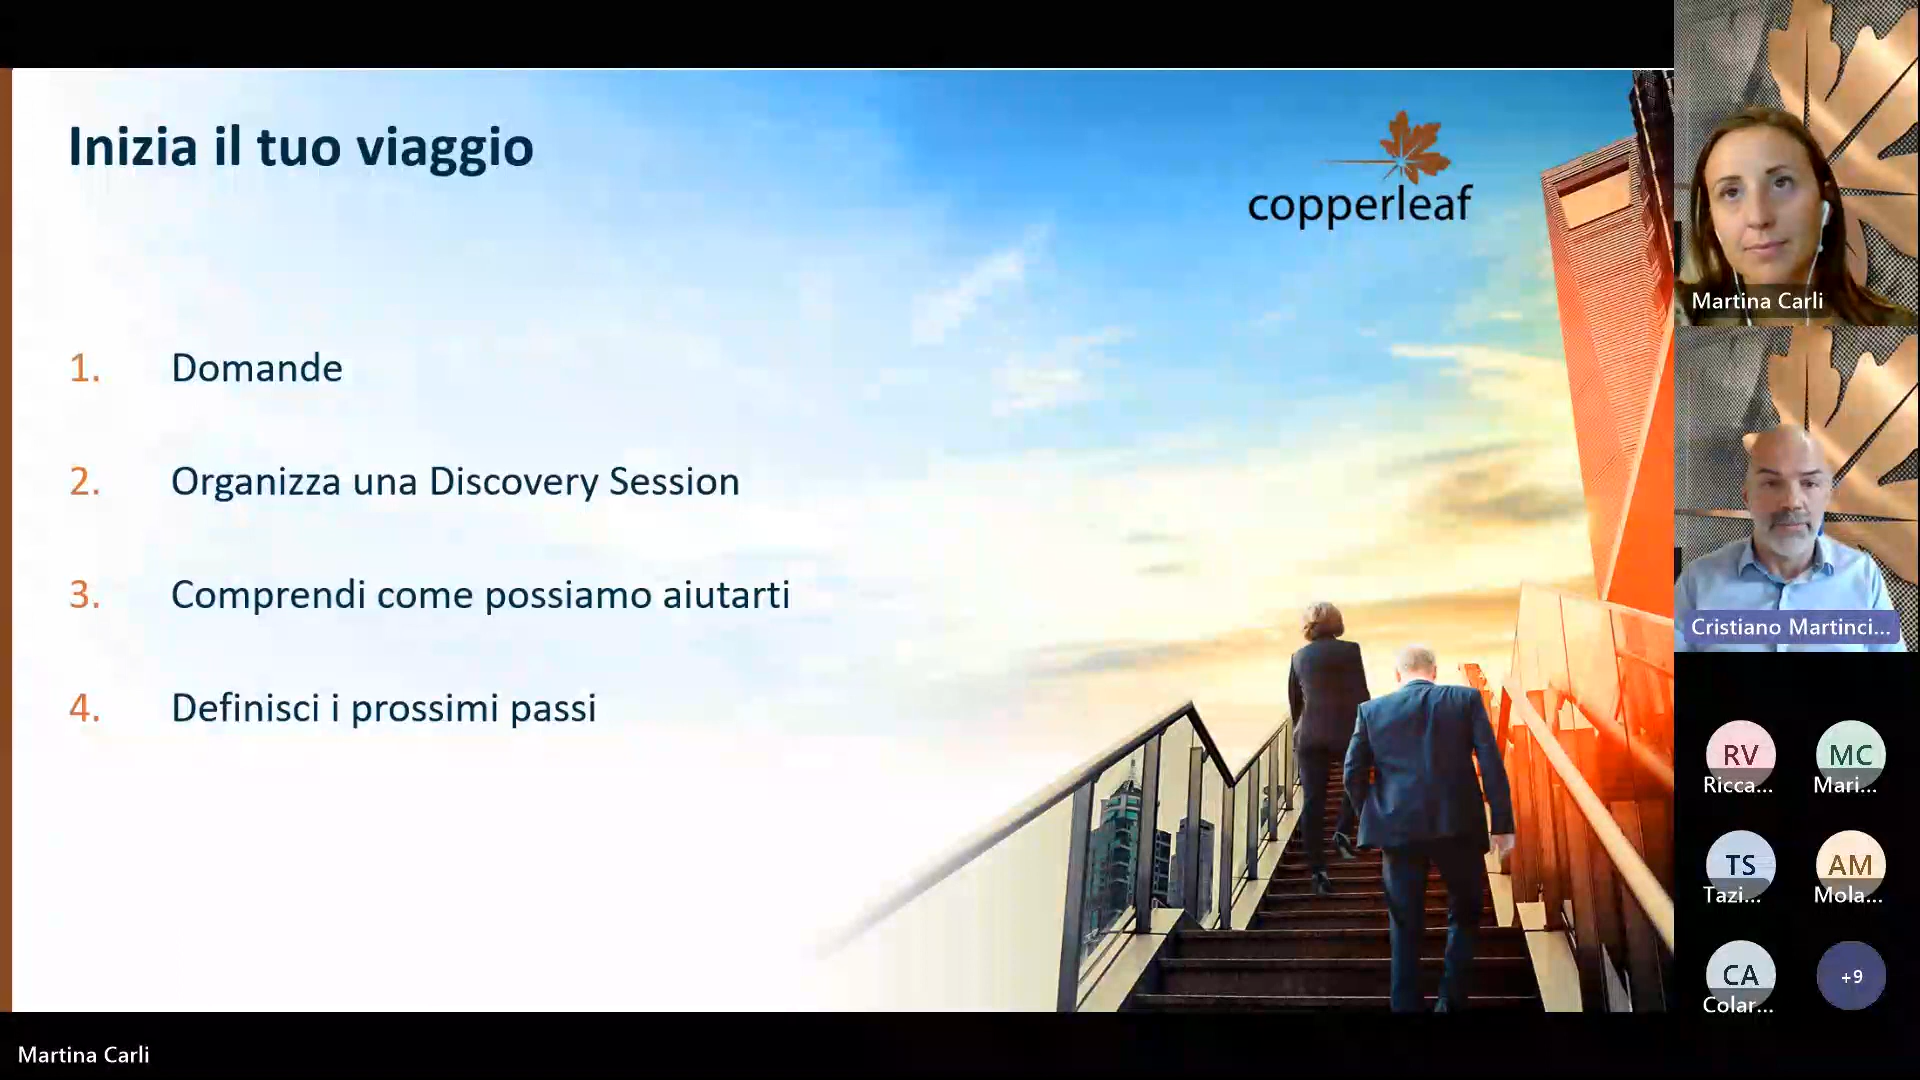 Inizia il tuo viaggio
copperleaf
1. Domande
2. Organizza una Discovery Session
3. Comprendi come possiamo aiutarti
4. Definisci i prossimi passi
Martina Carli
Cristiano Martinci...
RV
Ricca...
MC
Mari...
TS
Tazi...
AM
Mola...
CA
Colar...
+9
Martina Carli